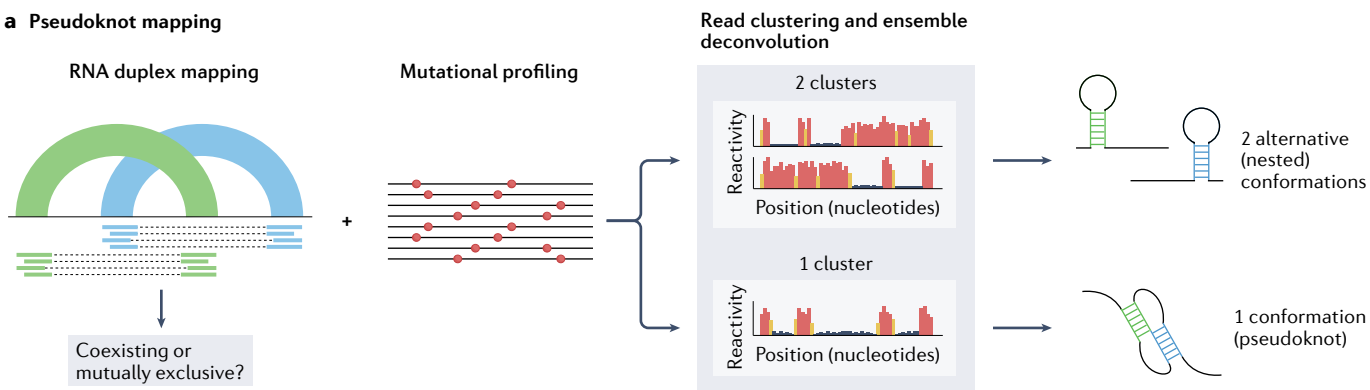 a Pseudoknot mapping
RNA duplex mapping
Coexisting or
mutually exclusive?
+
Mutational profiling
Read clustering and ensemble
deconvolution
2 clusters
Reactivity
Reactivity
Position (nucleotides)
1 cluster
Reactivity
Position (nucleotides)
2 alternative
(nested)
conformations
1 conformation
(pseudoknot)